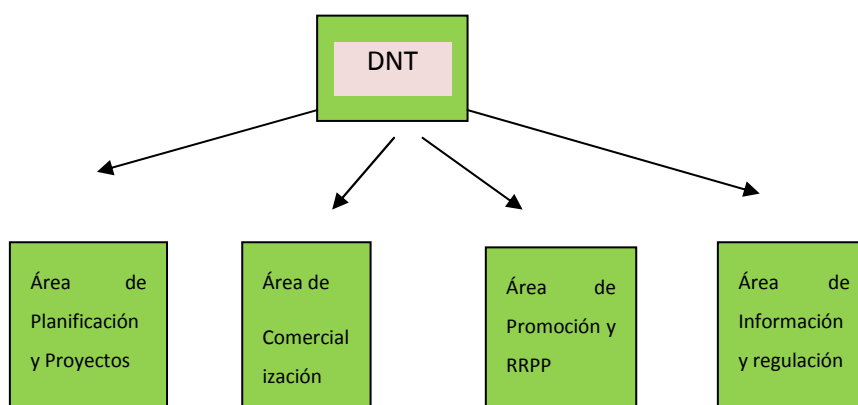 DNT
Área de
Planificación
y Proyectos
Área de
Comercial
ización
Área de
Promoción y
RRPP
Área de
Información
y regulación